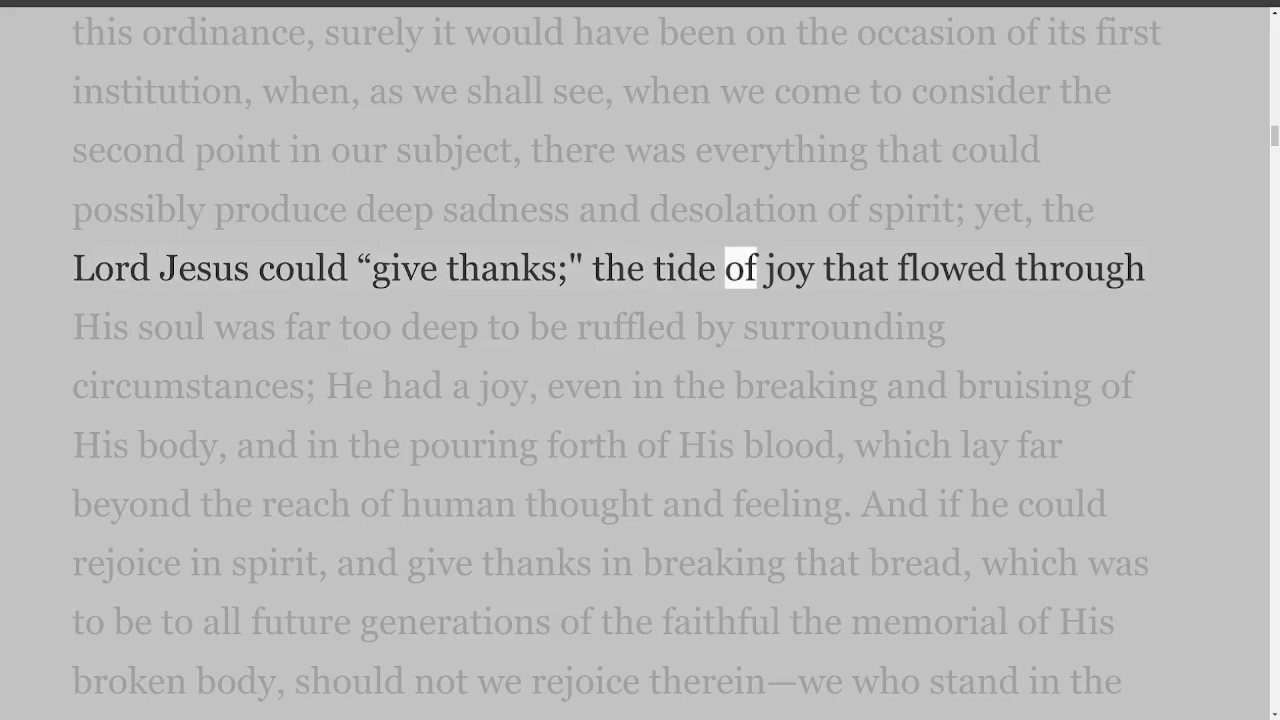 this ordinance, surely it would have been on the occasion of its first
institution, when, as we shall see, when we come to consider the
second point in our subject, there was everything that could
possibly produce deep sadness and desolation of spirit; yet, the
Lord Jesus could “give thanks;" the tide of joy that flowed through
His soul was far too deep to be ruffled by surrounding
circumstances; He had a joy, even in the breaking and bruising of
His body, and in the pouring forth of His blood, which lay far
beyond the reach of human thought and feeling. And if he could
rejoice in spirit, and give thanks in breaking that bread, which was
to be to all future generations of the faithful the memorial of His
broken body, should not we rejoice therein—we who stand in the